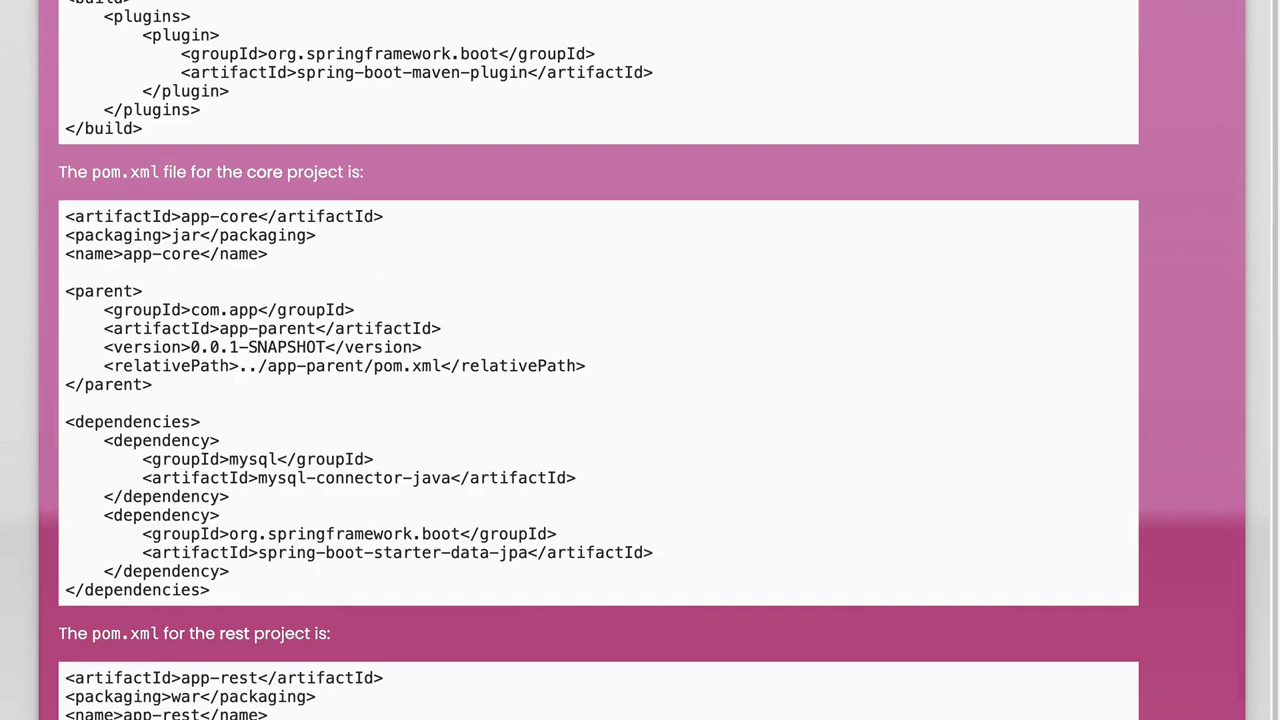 <build>
    <plugins>
        <plugin>
            <groupId>org.springframework.boot</groupId>
            <artifactId>spring-boot-maven-plugin</artifactId>
        </plugin>
    </plugins>
</build>
The pom.xml file for the core project is:
<artifactId>app-core</artifactId>
<packaging>jar</packaging>
<name>app-core</name>
<parent>
    <groupId>com.app</groupId>
    <artifactId>app-parent</artifactId>
    <version>0.0.1-SNAPSHOT</version>
    <relativePath>../app-parent/pom.xml</relativePath>
</parent>
<dependencies>
    <dependency>
        <groupId>mysql</groupId>
        <artifactId>mysql-connector-java</artifactId>
    </dependency>
    <dependency>
        <groupId>org.springframework.boot</groupId>
        <artifactId>spring-boot-starter-data-jpa</artifactId>
    </dependency>
</dependencies>
The pom.xml for the rest project is:
<artifactId>app-rest</artifactId>
<packaging>war</packaging>
<name>app-rest</name>